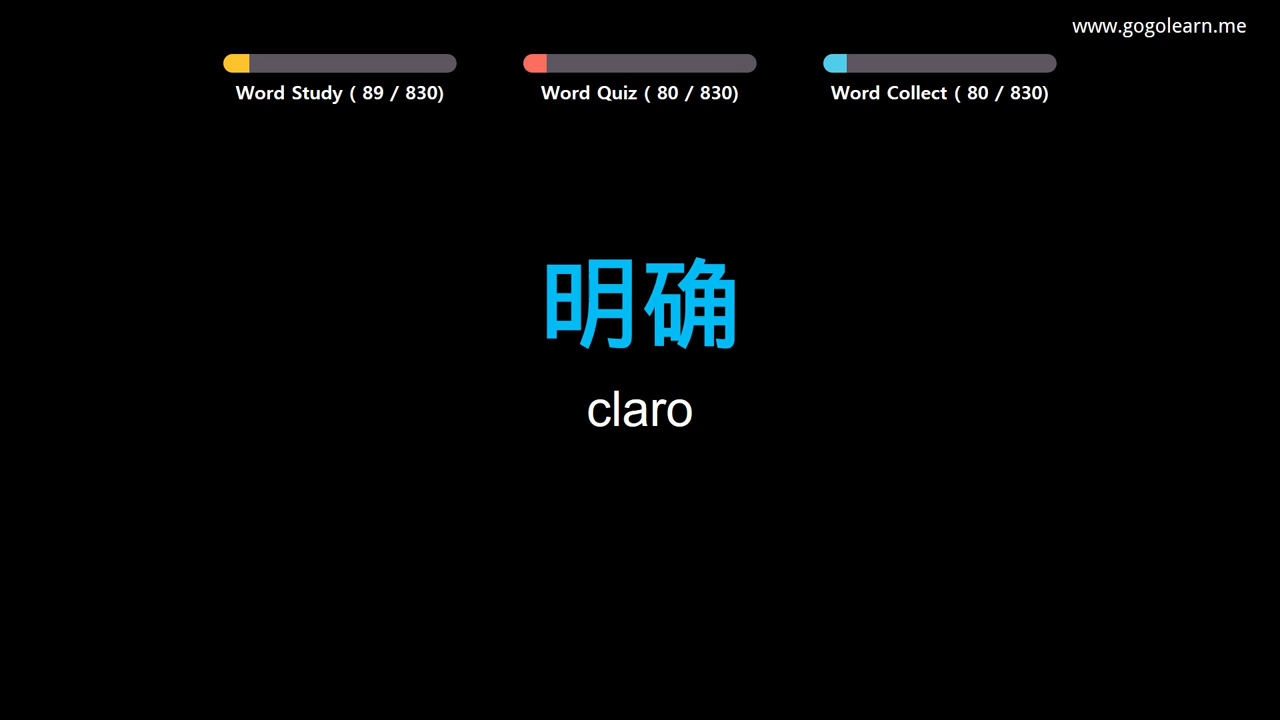 www.gogolearn.me
Word Study ( 89 / 830)
Word Quiz ( 80 / 830)
Word Collect ( 80 / 830)
明确
claro